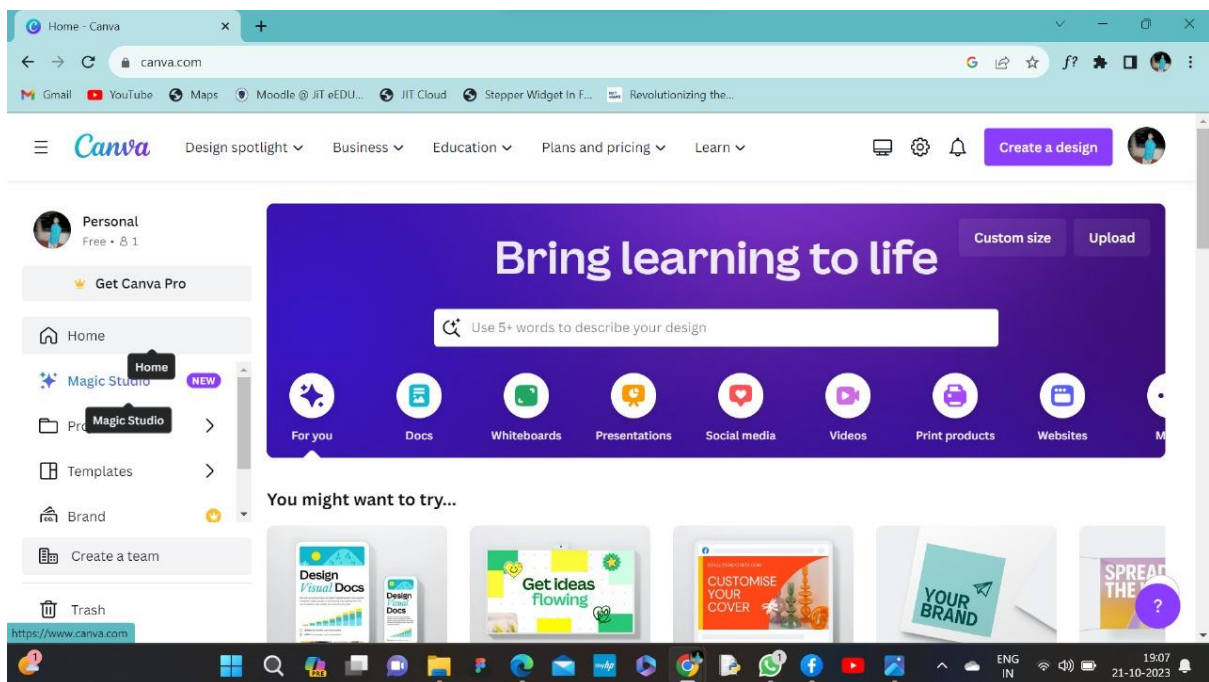 Home - Canva
canva.com
Gmail YouTube Maps Moodle @ JIT eEDU... JIT Cloud Stepper Widget In F... Revolutionizing the...
Canva Design spotlight Business Education Plans and pricing Learn Create a design
Personal
Free • 1
Get Canva Pro
Home
Home
Magic Studio NEW
Magic Studio
Templates
Brand
Create a team
Trash
https://www.canva.com
Bring learning to life
Custom size Upload
Use 5+ words to describe your design
For you Docs Whiteboards Presentations Social media Videos Print products Websites
You might want to try...
Design
Visual Docs
Design
Visual
Docs
Get ideas
flowing
CUSTOMISE
YOUR
COVER
YOUR
BRAND
SPREAD
THE
?
ENG
IN
19:07
21-10-2023